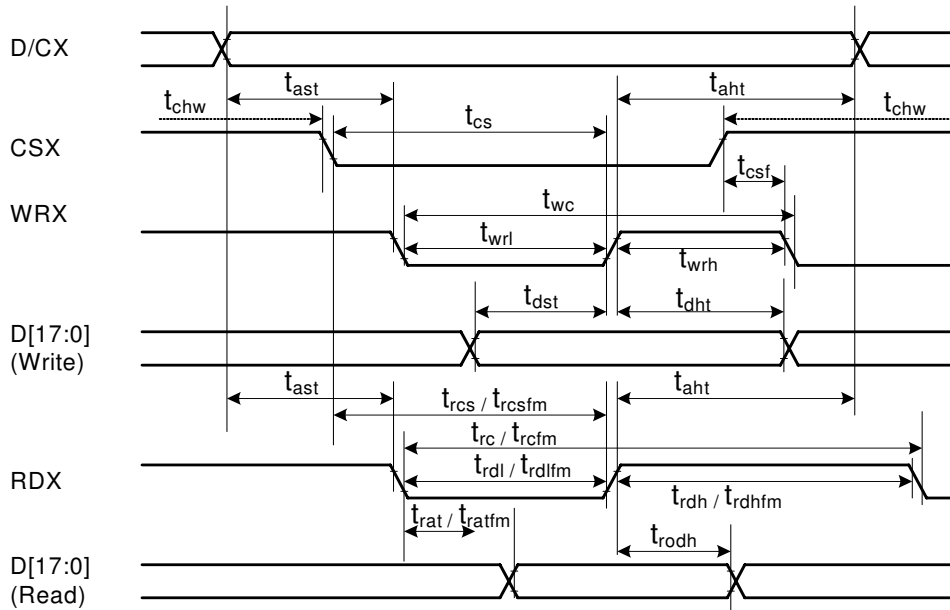 D/CX
t_ast
t_aht
t_chw
t_cs
t_chw
CSX
t_csf
WRX
t_wc
t_wrl
t_wrh
t_dst
t_dht
D[17:0]
(Write)
t_ast
t_rcs / t_rcsfm
t_aht
t_rc / t_rcfm
RDX
t_rdl / t_rdlfm
t_rdh / t_rdhfm
t_rat / t_ratfm
t_rodh
D[17:0]
(Read)